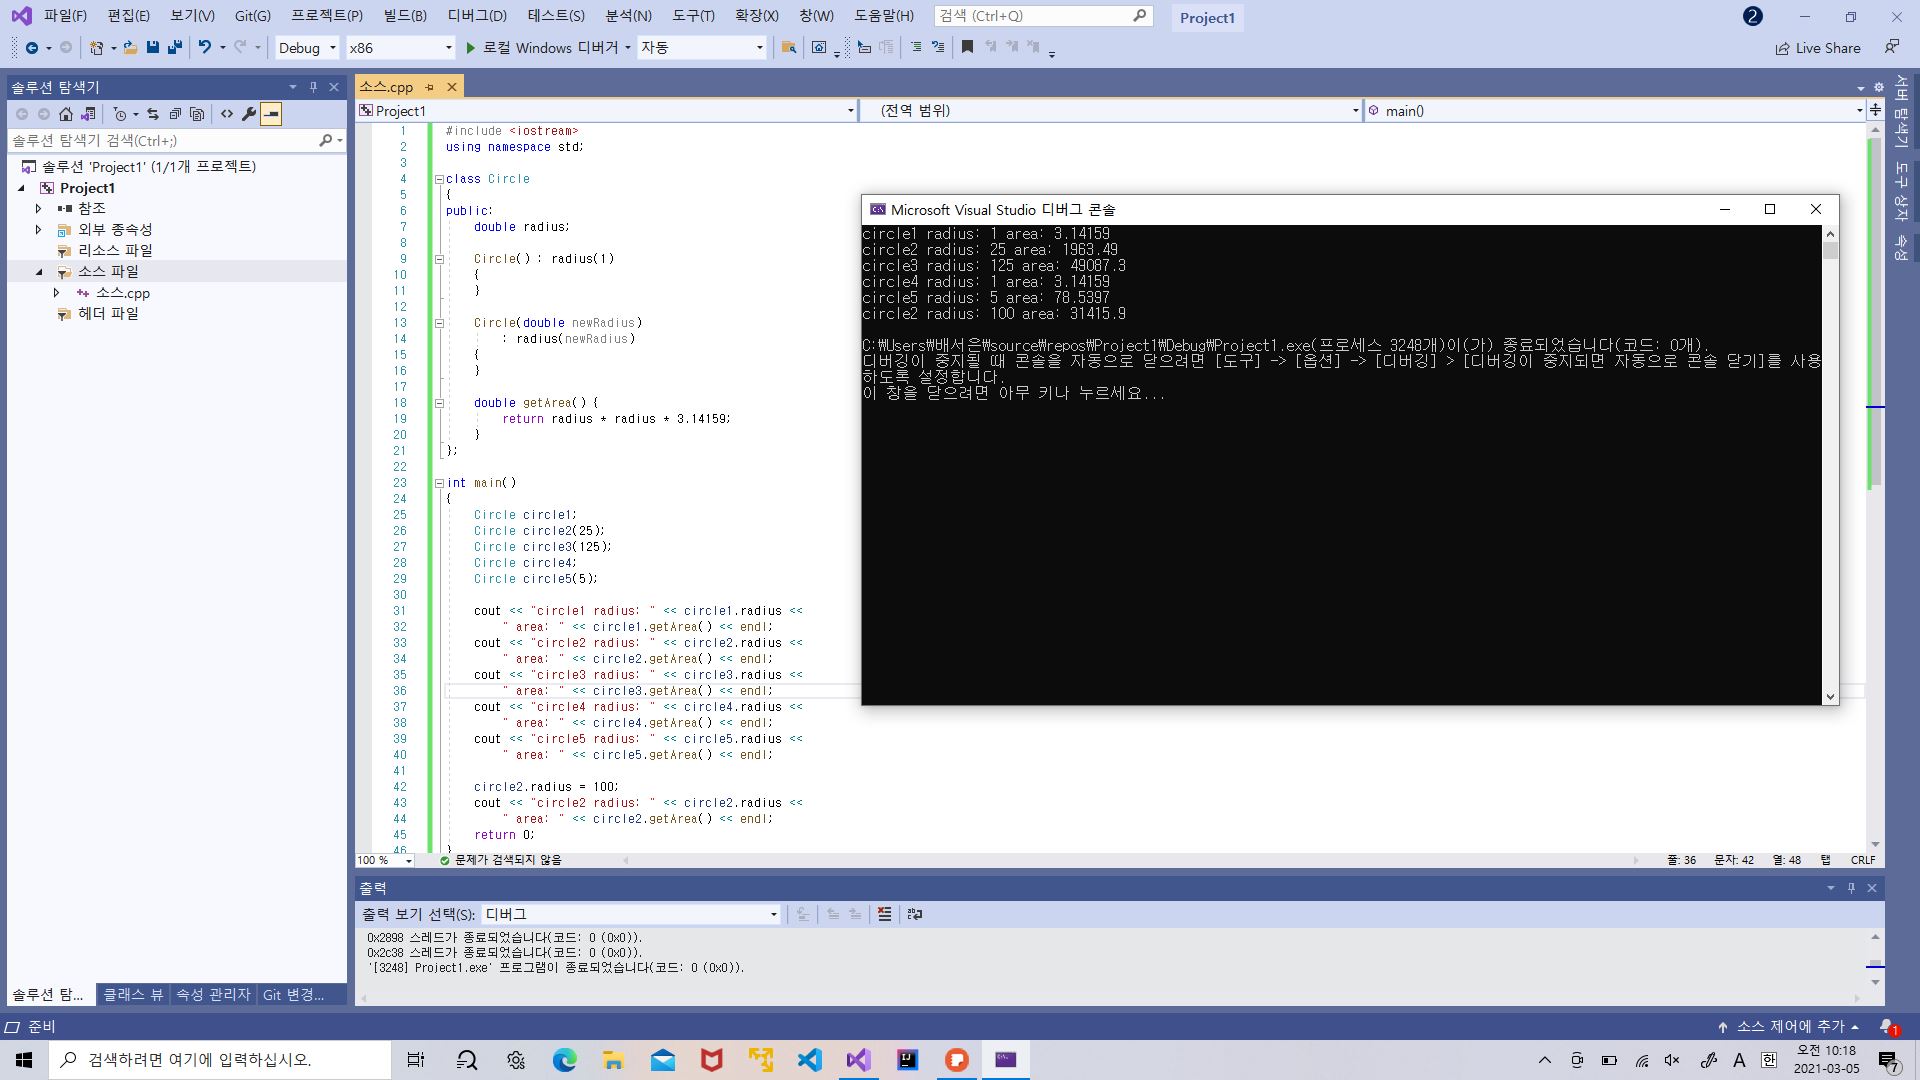 파일(F) 편집(E) 보기(V) Git(G) 프로젝트(P) 빌드(B) 디버그(D) 테스트(S) 분석(N) 도구(T) 확장(X) 창(W) 도움말(H) 검색 (Ctrl+Q) Project1 2
Debug x86 로컬 Windows 디버거 자동 Live Share
솔루션 탐색기
솔루션 탐색기 검색(Ctrl+;)
솔루션 'Project1' (1/1개 프로젝트)
Project1
참조
외부 종속성
리소스 파일
소스 파일
소스.cpp
헤더 파일
솔루션 탐... 클래스 뷰 속성 관리자 Git 변경...
소스.cpp
Project1 (전역 범위) main()
1 #include <iostream>
2 using namespace std;
3
4 class Circle
5 {
6 public:
7 double radius;
8
9 Circle() : radius(1)
10 {
11 }
12
13 Circle(double newRadius)
14 : radius(newRadius)
15 {
16 }
17
18 double getArea() {
19 return radius * radius * 3.14159;
20 }
21 };
22
23 int main()
24 {
25 Circle circle1;
26 Circle circle2(25);
27 Circle circle3(125);
28 Circle circle4;
29 Circle circle5(5);
30
31 cout << "circle1 radius: " << circle1.radius <<
32 " area: " << circle1.getArea() << endl;
33 cout << "circle2 radius: " << circle2.radius <<
34 " area: " << circle2.getArea() << endl;
35 cout << "circle3 radius: " << circle3.radius <<
36 " area: " << circle3.getArea() << endl;
37 cout << "circle4 radius: " << circle4.radius <<
38 " area: " << circle4.getArea() << endl;
39 cout << "circle5 radius: " << circle5.radius <<
40 " area: " << circle5.getArea() << endl;
41
42 circle2.radius = 100;
43 cout << "circle2 radius: " << circle2.radius <<
44 " area: " << circle2.getArea() << endl;
45 return 0;
46 }
100 % 문제가 검색되지 않음 줄: 36 문자: 42 열: 48 탭 CRLF
Microsoft Visual Studio 디버그 콘솔
circle1 radius: 1 area: 3.14159
circle2 radius: 25 area: 1963.49
circle3 radius: 125 area: 49087.3
circle4 radius: 1 area: 3.14159
circle5 radius: 5 area: 78.5397
circle2 radius: 100 area: 31415.9
C:₩Users₩배서은₩source₩repos₩Project1₩Debug₩Project1.exe(프로세스 3248개)이(가) 종료되었습니다(코드: 0개).
디버깅이 중지될 때 콘솔을 자동으로 닫으려면 [도구] -> [옵션] -> [디버깅] > [디버깅이 중지되면 자동으로 콘솔 닫기]를 사용
하도록 설정합니다.
이 창을 닫으려면 아무 키나 누르세요...
서버 탐색기
도구 상자
속성
출력
출력 보기 선택(S): 디버그
0x2898 스레드가 종료되었습니다(코드: 0 (0x0)).
0x2c38 스레드가 종료되었습니다(코드: 0 (0x0)).
'[3248] Project1.exe' 프로그램이 종료되었습니다(코드: 0 (0x0)).
준비 소스 제어에 추가 1
검색하려면 여기에 입력하십시오. A 한 오전 10:18
2021-03-05 7